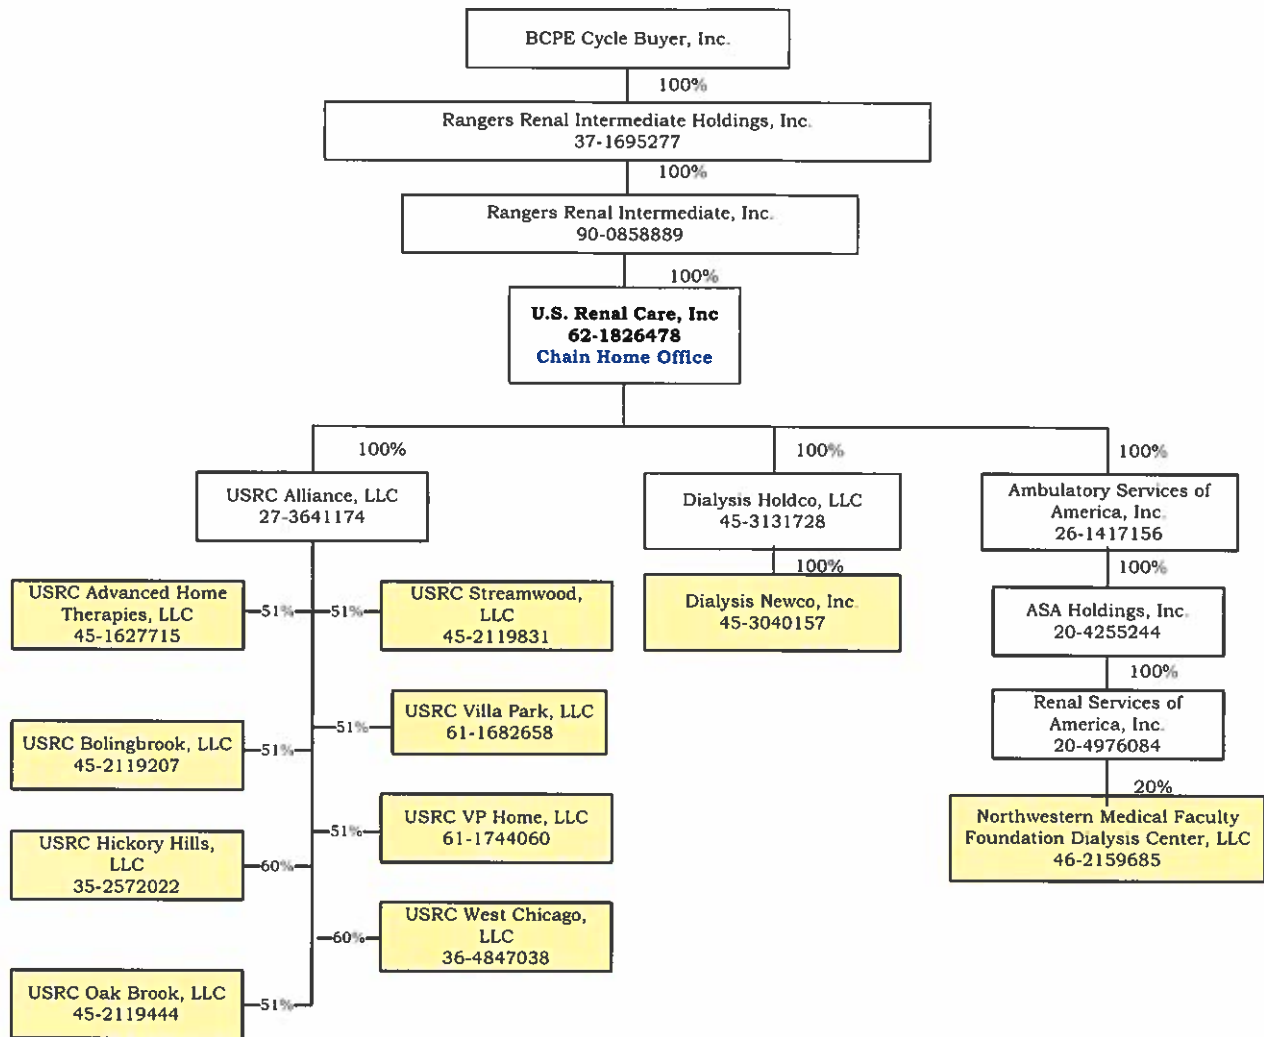 BCPE Cycle Buyer, Inc.
100%
Rangers Renal Intermediate Holdings, Inc.
37-1695277
100%
Rangers Renal Intermediate, Inc.
90-0858889
100%
U.S. Renal Care, Inc
62-1826478
Chain Home Office
100%
100%
100%
USRC Alliance, LLC
27-3641174
Dialysis Holdco, LLC
45-3131728
Ambulatory Services of
America, Inc.
26-1417156
100%
100%
USRC Advanced Home
Therapies, LLC
45-1627715
51%
51%
USRC Streamwood,
LLC
45-2119831
Dialysis Newco, Inc.
45-3040157
ASA Holdings, Inc.
20-4255244
100%
USRC Bolingbrook, LLC
45-2119207
51%
51%
USRC Villa Park, LLC
61-1682658
Renal Services of
America, Inc.
20-4976084
20%
USRC Hickory Hills,
LLC
35-2572022
60%
51%
USRC VP Home, LLC
61-1744060
Northwestern Medical Faculty
Foundation Dialysis Center, LLC
46-2159685
60%
USRC West Chicago,
LLC
36-4847038
USRC Oak Brook, LLC
45-2119444
51%